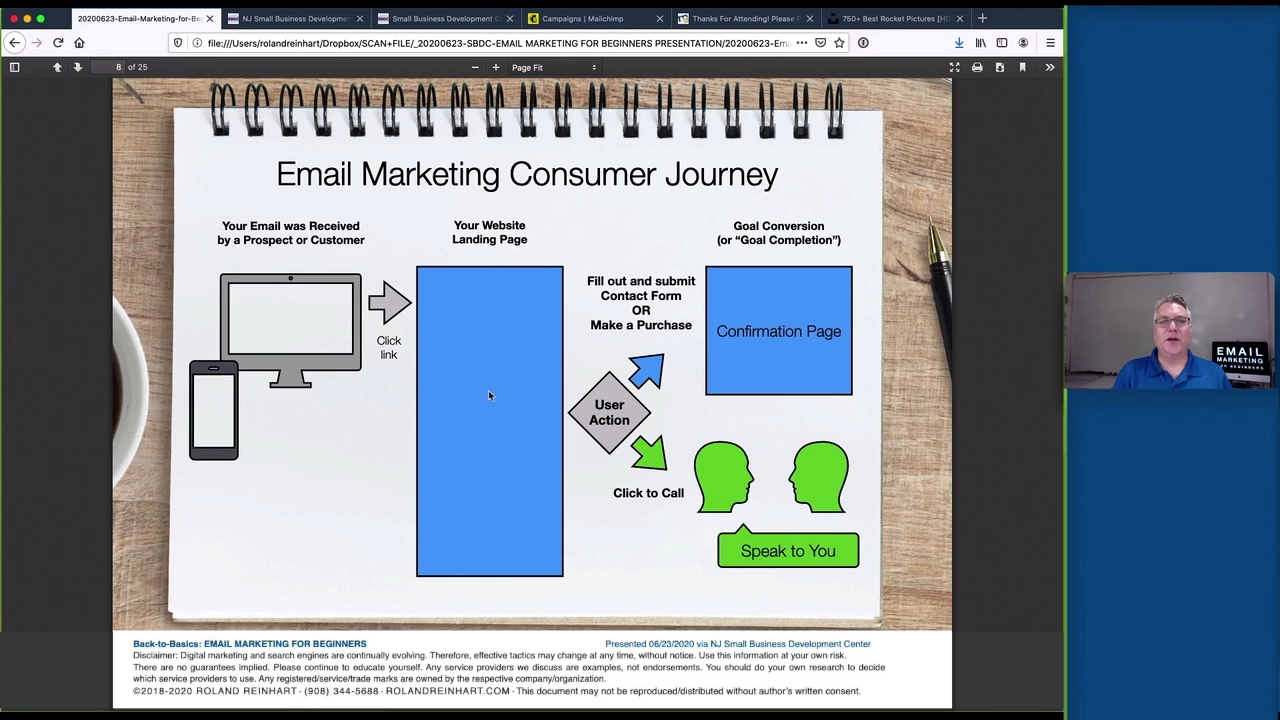 20200623-Email-Marketing-for-Be
NJ Small Business Developmen
Small Business Development C
Campaigns | Mailchimp
Thanks For Attending! Please F
750+ Best Rocket Pictures [HD
file:///Users/rolandreinhart/Dropbox/SCAN+FILE/_20200623-SBDC-EMAIL MARKETING FOR BEGINNERS PRESENTATION/20200623-Ema
8 of 25
Page Fit
Email Marketing Consumer Journey
Your Email was Received
by a Prospect or Customer
Your Website
Landing Page
Goal Conversion
(or “Goal Completion”)
Click
link
Fill out and submit
Contact Form
OR
Make a Purchase
Confirmation Page
User
Action
Click to Call
Speak to You
EMAIL
MARKETING
FOR BEGINNERS
Back-to-Basics: EMAIL MARKETING FOR BEGINNERS
Presented 06/23/2020 via NJ Small Business Development Center
Disclaimer: Digital marketing and search engines are continually evolving. Therefore, effective tactics may change at any time, without notice. Use this information at your own risk.
There are no guarantees implied. Please continue to educate yourself. Any service providers we discuss are examples, not endorsements. You should do your own research to decide
which service providers to use. Any registered/service/trade marks are owned by the respective company/organization.
©2018-2020 ROLAND REINHART · (908) 344-5688 · ROLANDREINHART.COM · This document may not be reproduced/distributed without author's written consent.